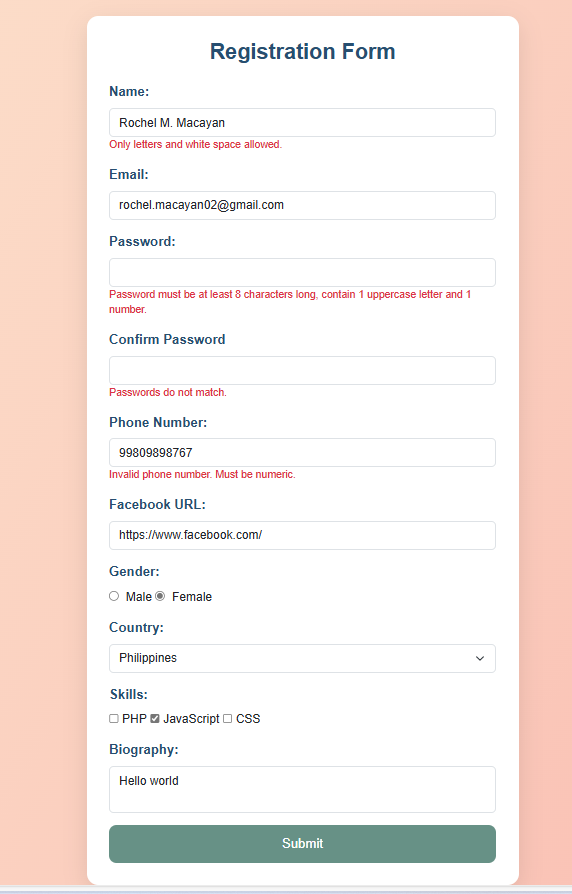 Registration Form
Name:
Rochel M. Macayan
Only letters and white space allowed.
Email:
rochel.macayan02@gmail.com
Password:
Password must be at least 8 characters long, contain 1 uppercase letter and 1
number.
Confirm Password
Passwords do not match.
Phone Number:
99809898767
Invalid phone number. Must be numeric.
Facebook URL:
https://www.facebook.com/
Gender:
Male Female
Country:
Philippines
Skills:
PHP JavaScript CSS
Biography:
Hello world
Submit